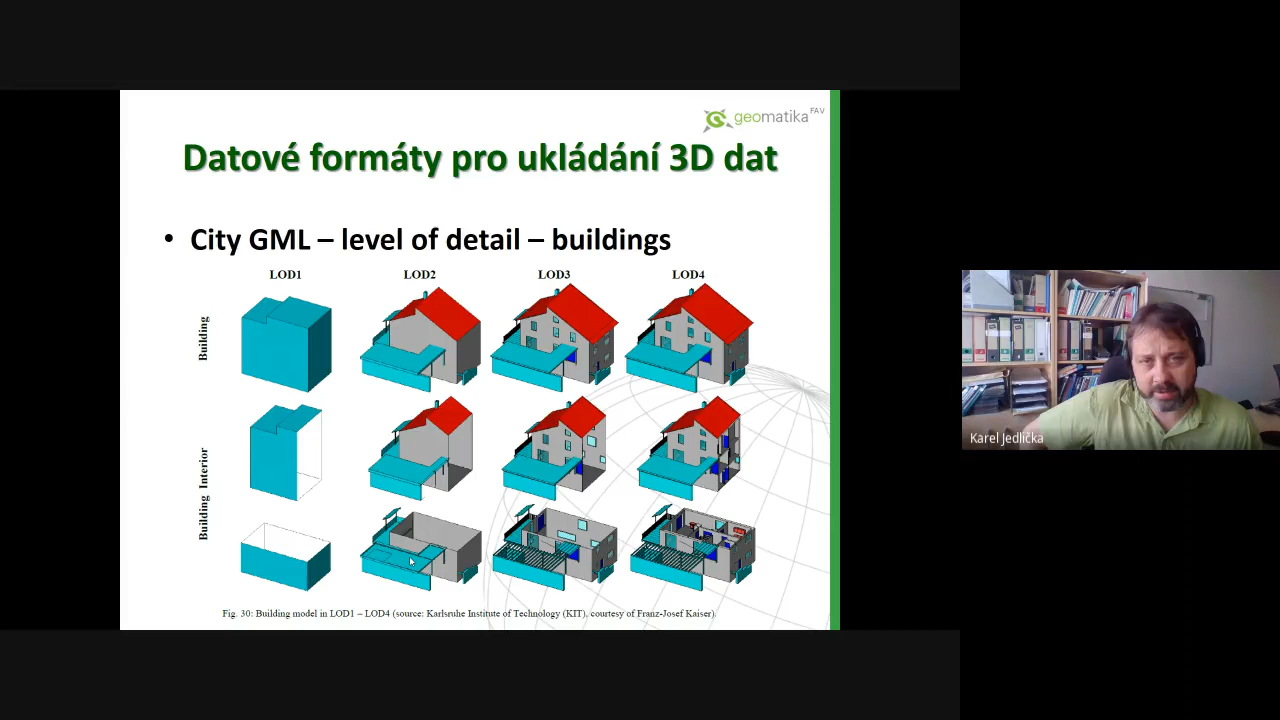 geomatika FAV
Datové formáty pro ukládání 3D dat
• City GML – level of detail – buildings
LOD1 LOD2 LOD3 LOD4
Building
Building Interior
Fig. 30: Building model in LOD1 – LOD4 (source: Karlsruhe Institute of Technology (KIT), courtesy of Franz-Josef Kaiser).
Karel Jedlička